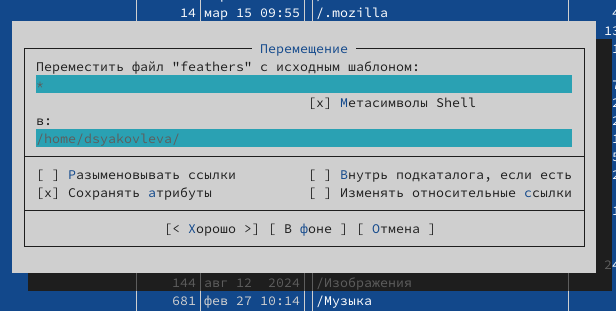 14 мар 15 09:55 /.mozilla
Перемещение
Переместить файл "feathers" с исходным шаблоном:
*
[x] Метасимволы Shell
в:
/home/dsyakovleva/
[ ] Разыменовывать ссылки [ ] Внутрь подкаталога, если есть
[x] Сохранять атрибуты [ ] Изменять относительные ссылки
[< Хорошо >] [ В фоне ] [ Отмена ]
144 авг 12 2024 /Изображения
681 фев 27 10:14 /Музыка